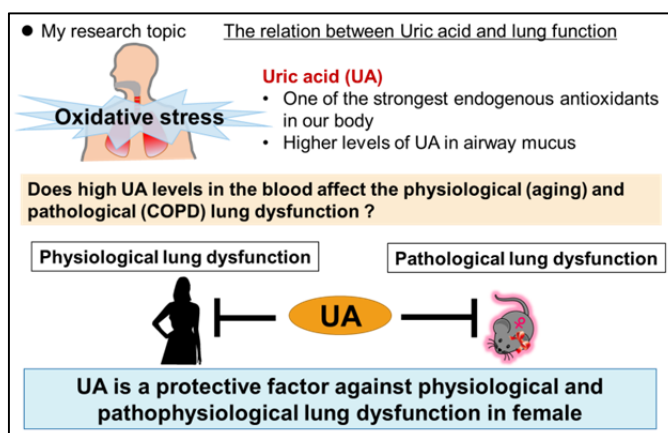 ● My research topic The relation between Uric acid and lung function
Oxidative stress
Uric acid (UA)
• One of the strongest endogenous antioxidants
in our body
• Higher levels of UA in airway mucus
Does high UA levels in the blood affect the physiological (aging) and
pathological (COPD) lung dysfunction ?
Physiological lung dysfunction
Pathological lung dysfunction
UA
♀
UA is a protective factor against physiological and
pathophysiological lung dysfunction in female